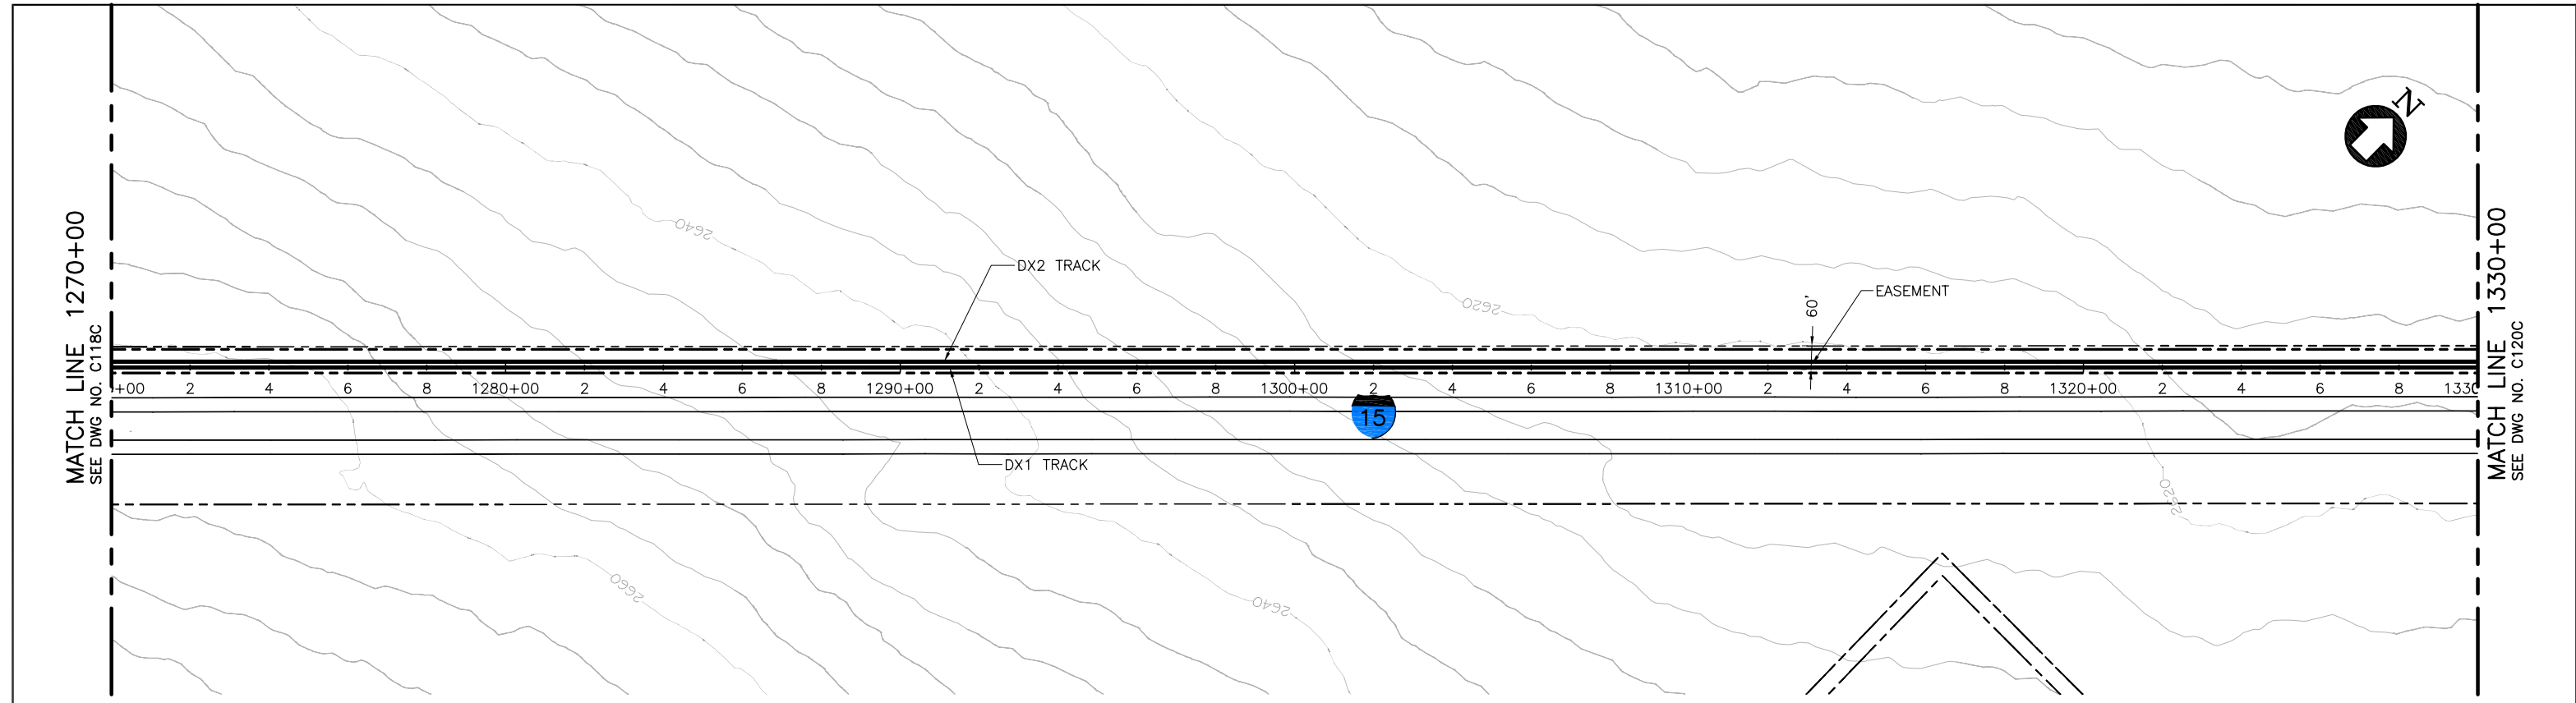 N
MATCH LINE 1270+00
SEE DWG NO. C118C
2640
DX2 TRACK
2620
60'
EASEMENT
MATCH LINE 1330+00
SEE DWG NO. C120C
+00 2 4 6 8 1280+00 2 4 6 8 1290+00 2 4 6 8 1300+00 2 4 6 8 1310+00 2 4 6 8 1320+00 2 4 6 8 1330
15
DX1 TRACK
2620
2660
2640